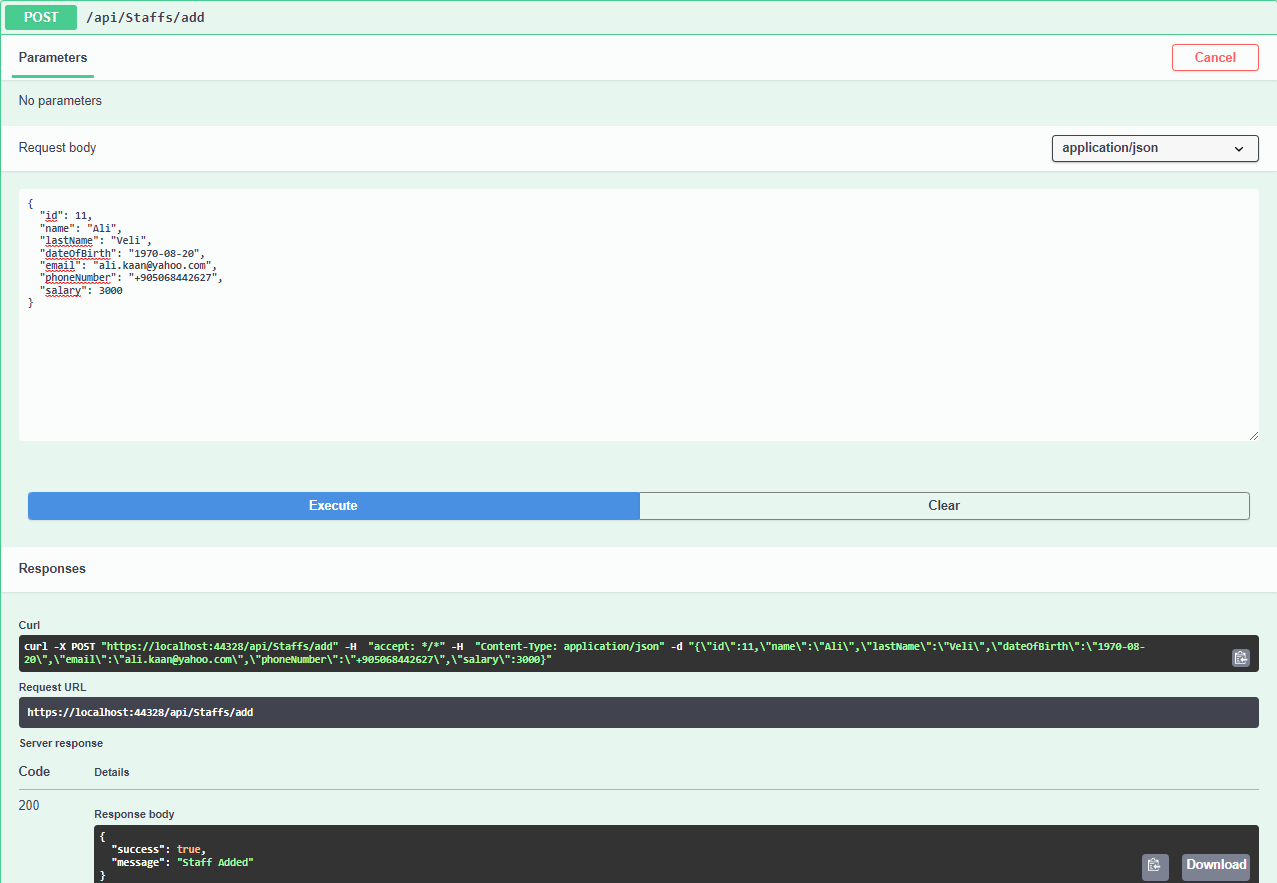 POST /api/Staffs/add
Parameters Cancel
No parameters
Request body application/json
{
"id": 11,
"name": "Ali",
"lastName": "Veli",
"dateOfBirth": "1970-08-20",
"email": "ali.kaan@yahoo.com",
"phoneNumber": "+905068442627",
"salary": 3000
}
Execute Clear
Responses
Curl
curl -X POST "https://localhost:44328/api/Staffs/add" -H  "accept: */*" -H  "Content-Type: application/json" -d "{\"id\":11,\"name\":\"Ali\",\"lastName\":\"Veli\",\"dateOfBirth\":\"1970-08-
20\",\"email\":\"ali.kaan@yahoo.com\",\"phoneNumber\":\"+905068442627\",\"salary\":3000}"
Request URL
https://localhost:44328/api/Staffs/add
Server response
Code Details
200
Response body
{
"success": true,
"message": "Staff Added"
}
Download